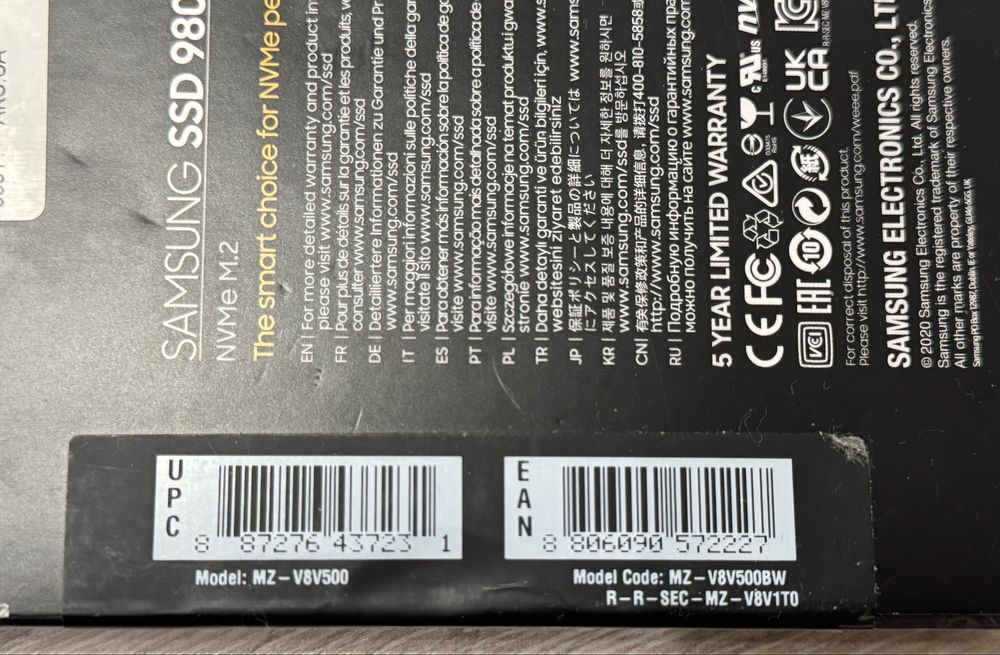 SAMSUNG SSD 980
NVMe M.2
The smart choice for NVMe pe
EN | For more detailed warranty and product in
please visit www.samsung.com/ssd
FR | Pour plus de détails sur la garantie et les produits, ve
consulter www.samsung.com/ssd
DE | Detailliertere Informationen zu Garantie und Pr
www.samsung.com/ssd
IT | Per maggiori informazioni sulle politiche della gar
visitate il sito www.samsung.com/ssd
ES | Para obtener más información sobre la política de g
visite www.samsung.com/ssd
PT | Para informação mais detalhada sobre a política de
visite www.samsung.com/ssd
PL | Szczegółowe informacje na temat produktu i gwa
stronie www.samsung.com/ssd
TR | Daha detaylı garanti ve ürün bilgileri için, www.s
websitesini ziyaret edebilirsiniz
JP | 保証ポリシーと製品の詳細については www.sams
にアクセスしてください
KR | 제품 및 품질 보증 내용에 대해 더 자세한 정보를 원하시면
www.samsung.com/ssd를 방문하십시오
CN | 有关保修政策和产品的详细信息, 请拨打400-810-5858或
http://www.samsung.com/ssd
RU | Подробную информацию о гарантийных пра
можно получить на сайте www.samsung.com
5 YEAR LIMITED WARRANTY
CE FC
VCI EAC 10 紙 UK CA
R-R-SEC-MZ-V8
For correct disposal of this product.
Please visit http://www.samsung.com/weee.pdf
SAMSUNG ELECTRONICS CO., LT
© 2020 Samsung Electronics Co., Ltd. All rights reserved.
Samsung is the registered trademark of Samsung Electronics
All other marks are property of their respective owners.
UPC
8 87276 43723 1
Model: MZ-V8V500
EAN
8 806090 572227
Model Code: MZ-V8V500BW
R-R-SEC-MZ-V8V1T0